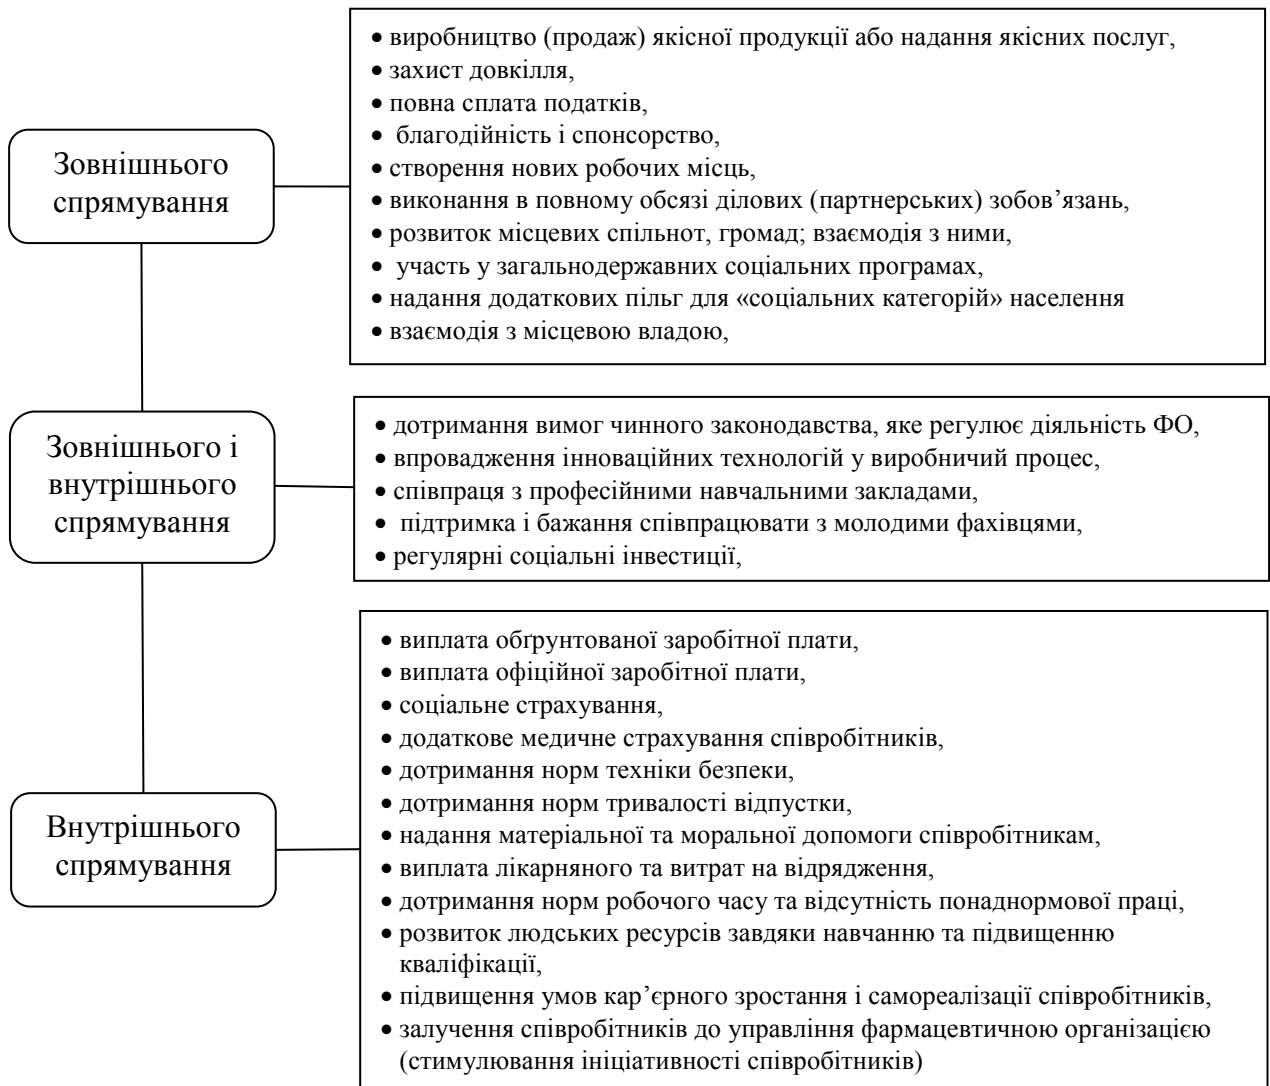 Зовнішнього
спрямування
• виробництво (продаж) якісної продукції або надання якісних послуг,
• захист довкілля,
• повна сплата податків,
• благодійність і спонсорство,
• створення нових робочих місць,
• виконання в повному обсязі ділових (партнерських) зобов’язань,
• розвиток місцевих спільнот, громад; взаємодія з ними,
• участь у загальнодержавних соціальних програмах,
• надання додаткових пільг для «соціальних категорій» населення
• взаємодія з місцевою владою,
Зовнішнього і
внутрішнього
спрямування
• дотримання вимог чинного законодавства, яке регулює діяльність ФО,
• впровадження інноваційних технологій у виробничий процес,
• співпраця з професійними навчальними закладами,
• підтримка і бажання співпрацювати з молодими фахівцями,
• регулярні соціальні інвестиції,
Внутрішнього
спрямування
• виплата обґрунтованої заробітної плати,
• виплата офіційної заробітної плати,
• соціальне страхування,
• додаткове медичне страхування співробітників,
• дотримання норм техніки безпеки,
• дотримання норм тривалості відпустки,
• надання матеріальної та моральної допомоги співробітникам,
• виплата лікарняного та витрат на відрядження,
• дотримання норм робочого часу та відсутність понаднормової праці,
• розвиток людських ресурсів завдяки навчанню та підвищенню
кваліфікації,
• підвищення умов кар’єрного зростання і самореалізації співробітників,
• залучення співробітників до управління фармацевтичною організацією
(стимулювання ініціативності співробітників)